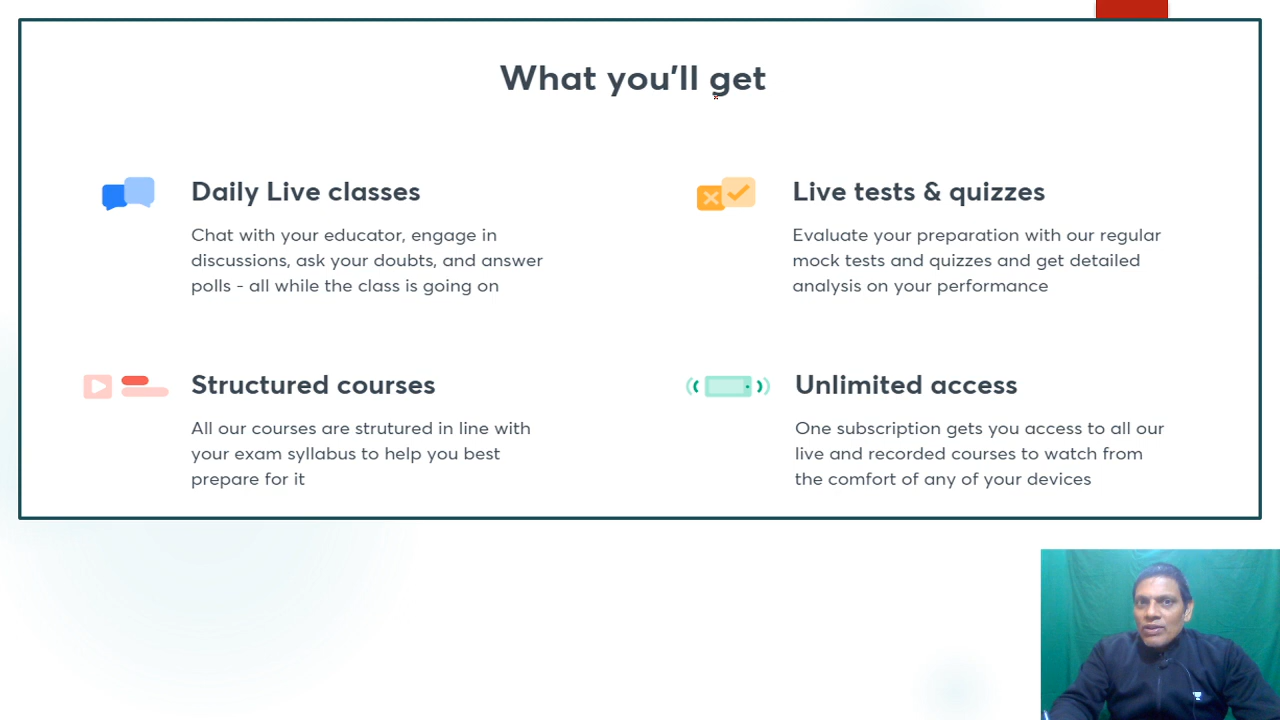 What you'll get
Daily Live classes
Chat with your educator, engage in
discussions, ask your doubts, and answer
polls - all while the class is going on
Live tests & quizzes
Evaluate your preparation with our regular
mock tests and quizzes and get detailed
analysis on your performance
Structured courses
All our courses are strutured in line with
your exam syllabus to help you best
prepare for it
Unlimited access
One subscription gets you access to all our
live and recorded courses to watch from
the comfort of any of your devices